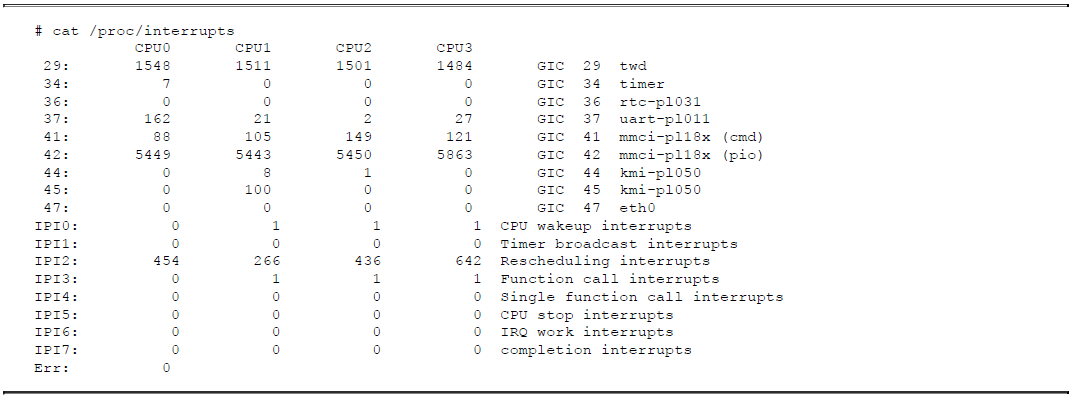 # cat /proc/interrupts
CPU0 CPU1 CPU2 CPU3
29: 1548 1511 1501 1484 GIC 29 twd
34: 7 0 0 0 GIC 34 timer
36: 0 0 0 0 GIC 36 rtc-pl031
37: 162 21 2 27 GIC 37 uart-pl011
41: 88 105 149 121 GIC 41 mmci-pl18x (cmd)
42: 5449 5443 5450 5863 GIC 42 mmci-pl18x (pio)
44: 0 8 1 0 GIC 44 kmi-pl050
45: 0 100 0 0 GIC 45 kmi-pl050
47: 0 0 0 0 GIC 47 eth0
IPI0: 0 1 1 1 CPU wakeup interrupts
IPI1: 0 0 0 0 Timer broadcast interrupts
IPI2: 454 266 436 642 Rescheduling interrupts
IPI3: 0 1 1 1 Function call interrupts
IPI4: 0 0 0 0 Single function call interrupts
IPI5: 0 0 0 0 CPU stop interrupts
IPI6: 0 0 0 0 IRQ work interrupts
IPI7: 0 0 0 0 completion interrupts
Err: 0